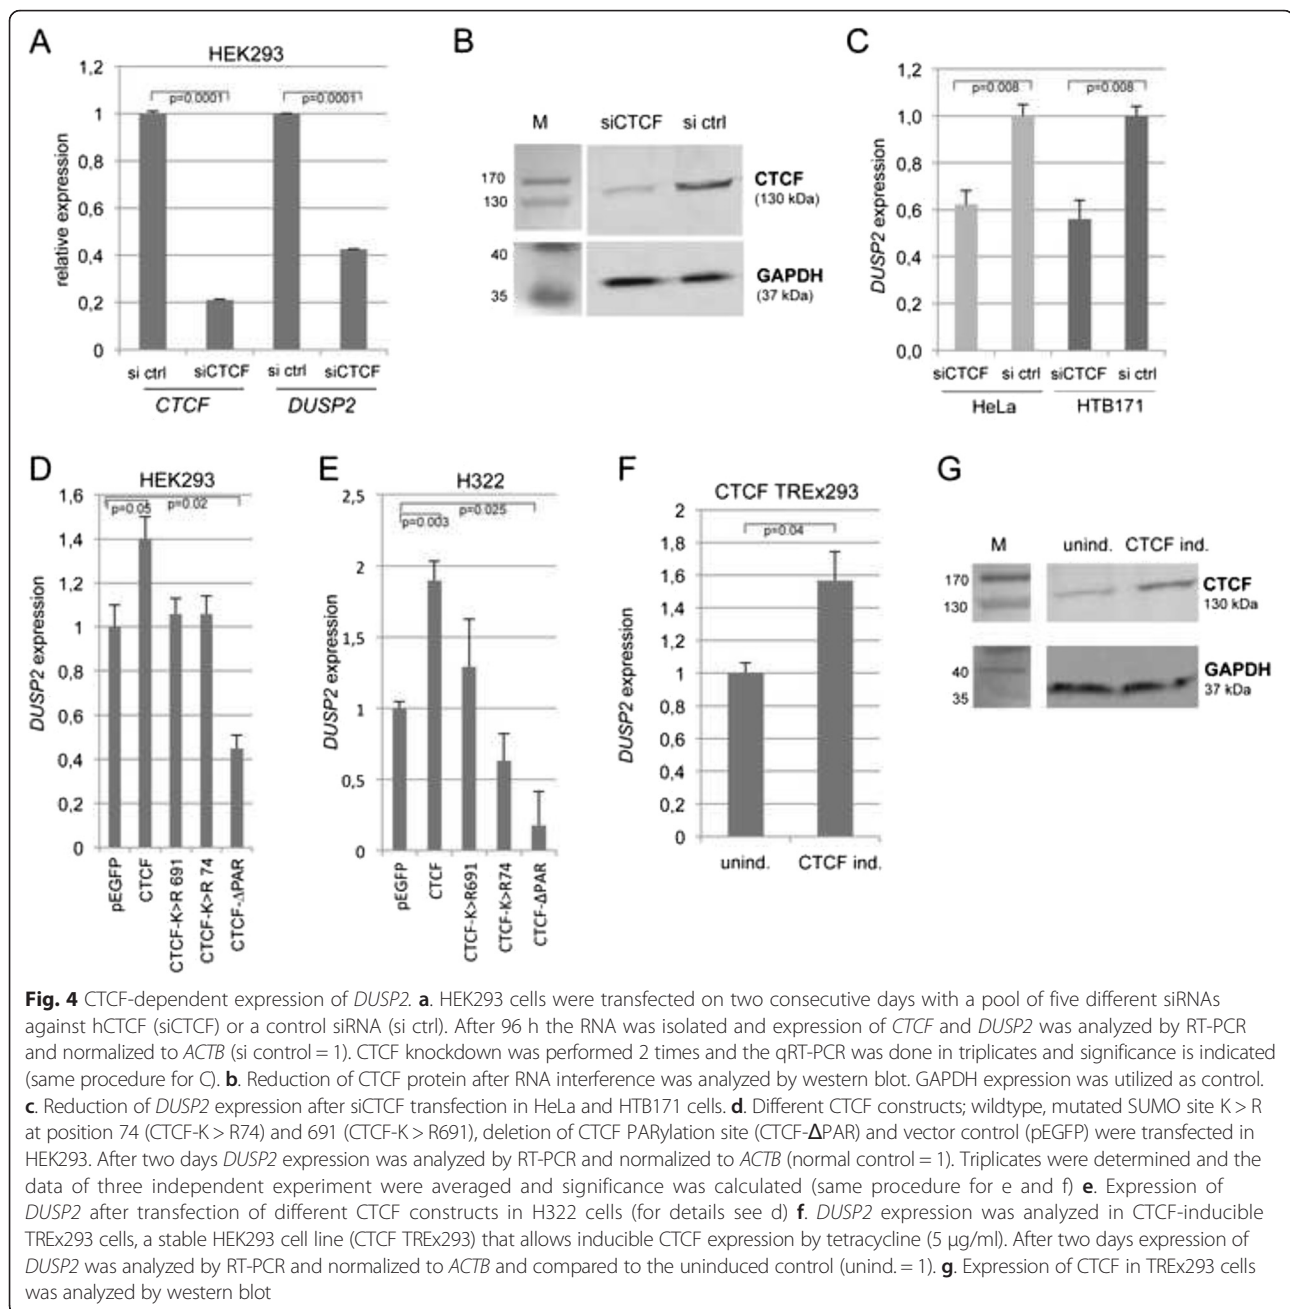 A
HEK293
1,2
1
0,8
0,6
0,4
0,2
0
relative expression
p=0.0001
p=0.0001
si ctrl
siCTCF
si ctrl
siCTCF
CTCF
DUSP2
B
M
siCTCF
si ctrl
170
130
CTCF
(130 kDa)
40
35
GAPDH
(37 kDa)
C
1,2
1,0
0,8
0,6
0,4
0,2
0,0
DUSP2 expression
p=0.008
p=0.008
siCTCF
si ctrl
siCTCF
si ctrl
HeLa
HTB171
D
HEK293
1,6
1,4
1,2
1
0,8
0,6
0,4
0,2
0
DUSP2 expression
p=0.05
p=0.02
pEGFP
CTCF
CTCF-K>R 691
CTCF-K>R 74
CTCF-ΔPAR
E
H322
2,5
2
1,5
1
0,5
0
DUSP2 expression
p=0.003
p=0.025
pEGFP
CTCF
CTCF-K>R691
CTCF-K>R74
CTCF-ΔPAR
F
CTCF TREx293
2
1,8
1,6
1,4
1,2
1
0,8
0,6
0,4
0,2
0
DUSP2 expression
p=0.04
unind.
CTCF ind.
G
M
unind.
CTCF ind.
170
130
CTCF
130 kDa
40
35
GAPDH
37 kDa
Fig. 4 CTCF-dependent expression of DUSP2. a. HEK293 cells were transfected on two consecutive days with a pool of five different siRNAs
against hCTCF (siCTCF) or a control siRNA (si ctrl). After 96 h the RNA was isolated and expression of CTCF and DUSP2 was analyzed by RT-PCR
and normalized to ACTB (si control = 1). CTCF knockdown was performed 2 times and the qRT-PCR was done in triplicates and significance is indicated
(same procedure for C). b. Reduction of CTCF protein after RNA interference was analyzed by western blot. GAPDH expression was utilized as control.
c. Reduction of DUSP2 expression after siCTCF transfection in HeLa and HTB171 cells. d. Different CTCF constructs; wildtype, mutated SUMO site K > R
at position 74 (CTCF-K > R74) and 691 (CTCF-K > R691), deletion of CTCF PARylation site (CTCF-ΔPAR) and vector control (pEGFP) were transfected in
HEK293. After two days DUSP2 expression was analyzed by RT-PCR and normalized to ACTB (normal control = 1). Triplicates were determined and the
data of three independent experiment were averaged and significance was calculated (same procedure for e and f) e. Expression of
DUSP2 after transfection of different CTCF constructs in H322 cells (for details see d) f. DUSP2 expression was analyzed in CTCF-inducible
TREx293 cells, a stable HEK293 cell line (CTCF TREx293) that allows inducible CTCF expression by tetracycline (5 μg/ml). After two days expression of
DUSP2 was analyzed by RT-PCR and normalized to ACTB and compared to the uninduced control (unind. = 1). g. Expression of CTCF in TREx293 cells
was analyzed by western blot